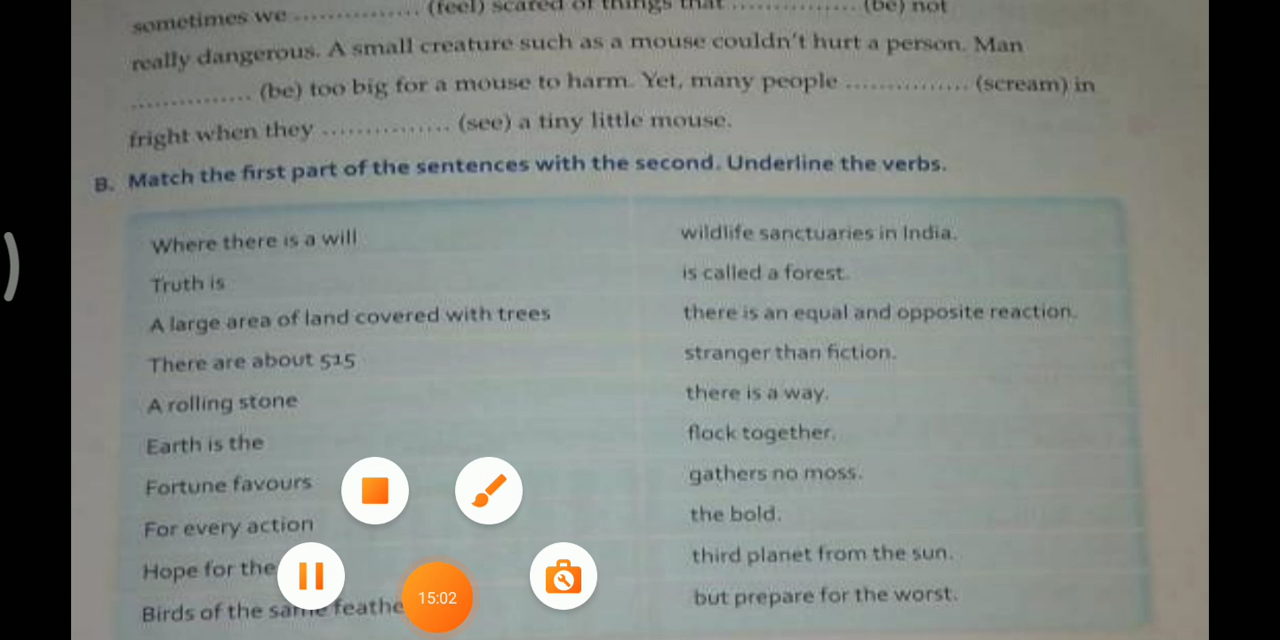 sometimes we ............... (feel) scared of things that ............... (be) not
really dangerous. A small creature such as a mouse couldn't hurt a person. Man
............... (be) too big for a mouse to harm. Yet, many people ............... (scream) in
fright when they ............... (see) a tiny little mouse.
B. Match the first part of the sentences with the second. Underline the verbs.
Where there is a will wildlife sanctuaries in India.
Truth is is called a forest.
A large area of land covered with trees there is an equal and opposite reaction.
There are about 515 stranger than fiction.
A rolling stone there is a way.
Earth is the flock together.
Fortune favours gathers no moss.
For every action the bold.
Hope for the third planet from the sun.
Birds of the same feathe but prepare for the worst.
15:02